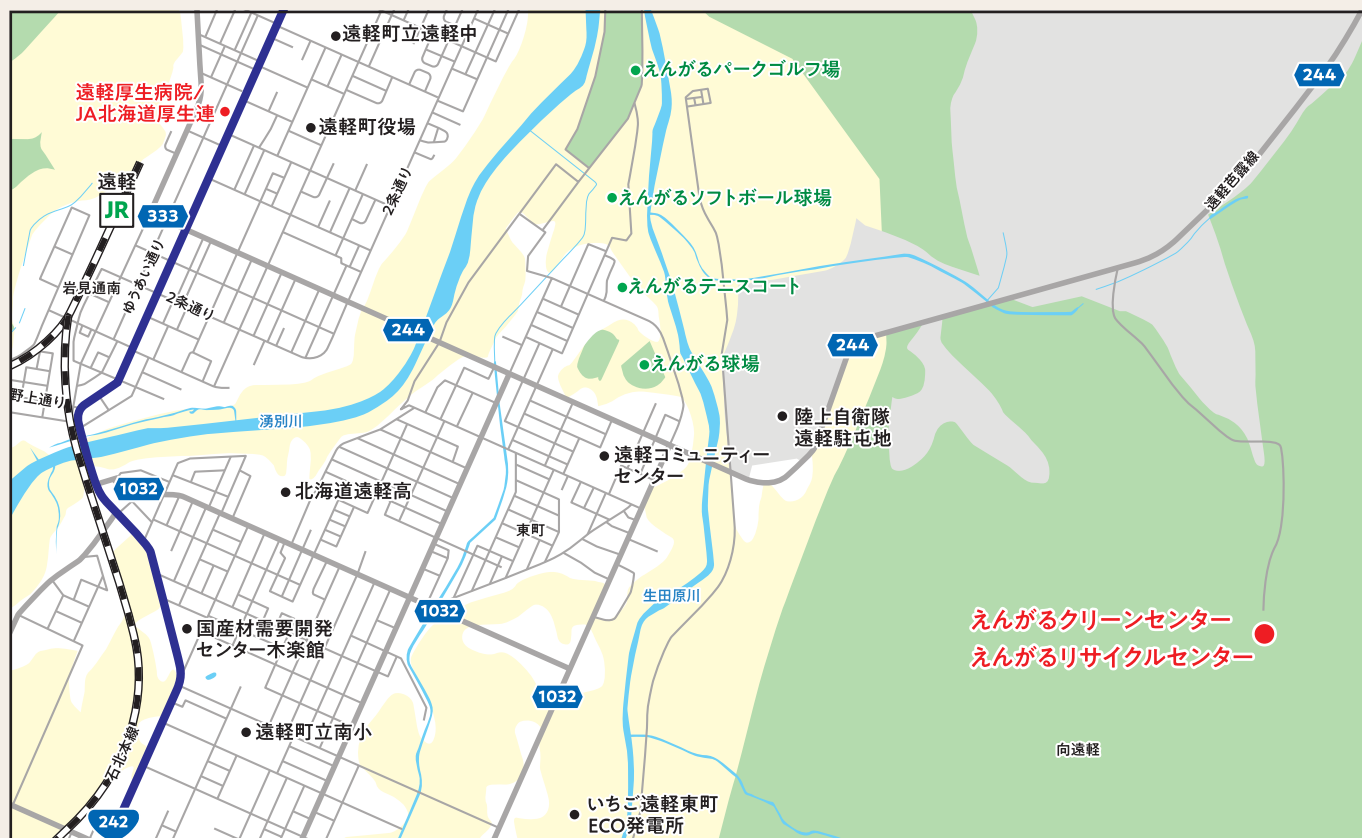 遠軽町立遠軽中
えんがるパークゴルフ場
244
遠軽厚生病院/
JA北海道厚生連
遠軽町役場
遠軽芭露線
遠軽
JR
333
2条通り
えんがるソフトボール球場
ゆうあい通り
岩見通南
2条通り
えんがるテニスコート
244
244
えんがる球場
野上通り
湧別川
陸上自衛隊
遠軽駐屯地
遠軽コミュニティー
センター
1032
北海道遠軽高
東町
生田原川
1032
えんがるクリーンセンター
えんがるリサイクルセンター
国産材需要開発
センター木楽館
1032
遠軽町立南小
石北本線
向遠軽
いちご遠軽東町
ECO発電所
242